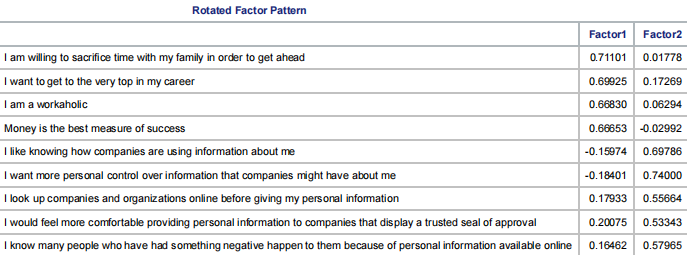 Rotated Factor Pattern
Factor1 Factor2
I am willing to sacrifice time with my family in order to get ahead 0.71101 0.01778
I want to get to the very top in my career 0.69925 0.17269
I am a workaholic 0.66830 0.06294
Money is the best measure of success 0.66653 -0.02992
I like knowing how companies are using information about me -0.15974 0.69786
I want more personal control over information that companies might have about me -0.18401 0.74000
I look up companies and organizations online before giving my personal information 0.17933 0.55664
I would feel more comfortable providing personal information to companies that display a trusted seal of approval 0.20075 0.53343
I know many people who have had something negative happen to them because of personal information available online 0.16462 0.57965